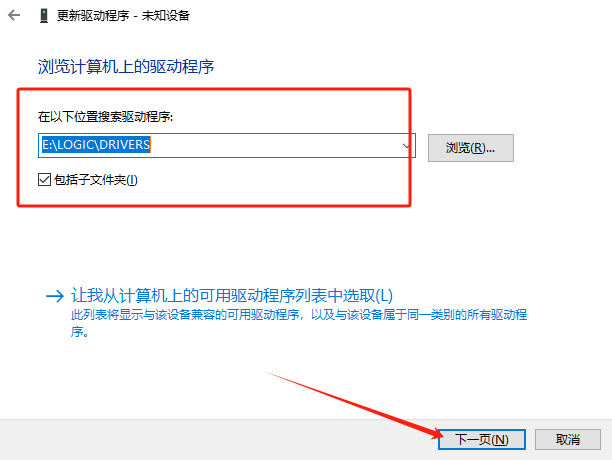 更新驱动程序 - 未知设备
浏览计算机上的驱动程序
在以下位置搜索驱动程序:
E:\LOGIC\DRIVERS
浏览(R)...
包括子文件夹(I)
让我从计算机上的可用驱动程序列表中选取(L)
此列表将显示与该设备兼容的可用驱动程序，以及与该设备属于同一类别的所有驱动程
序。
下一页(N)
取消